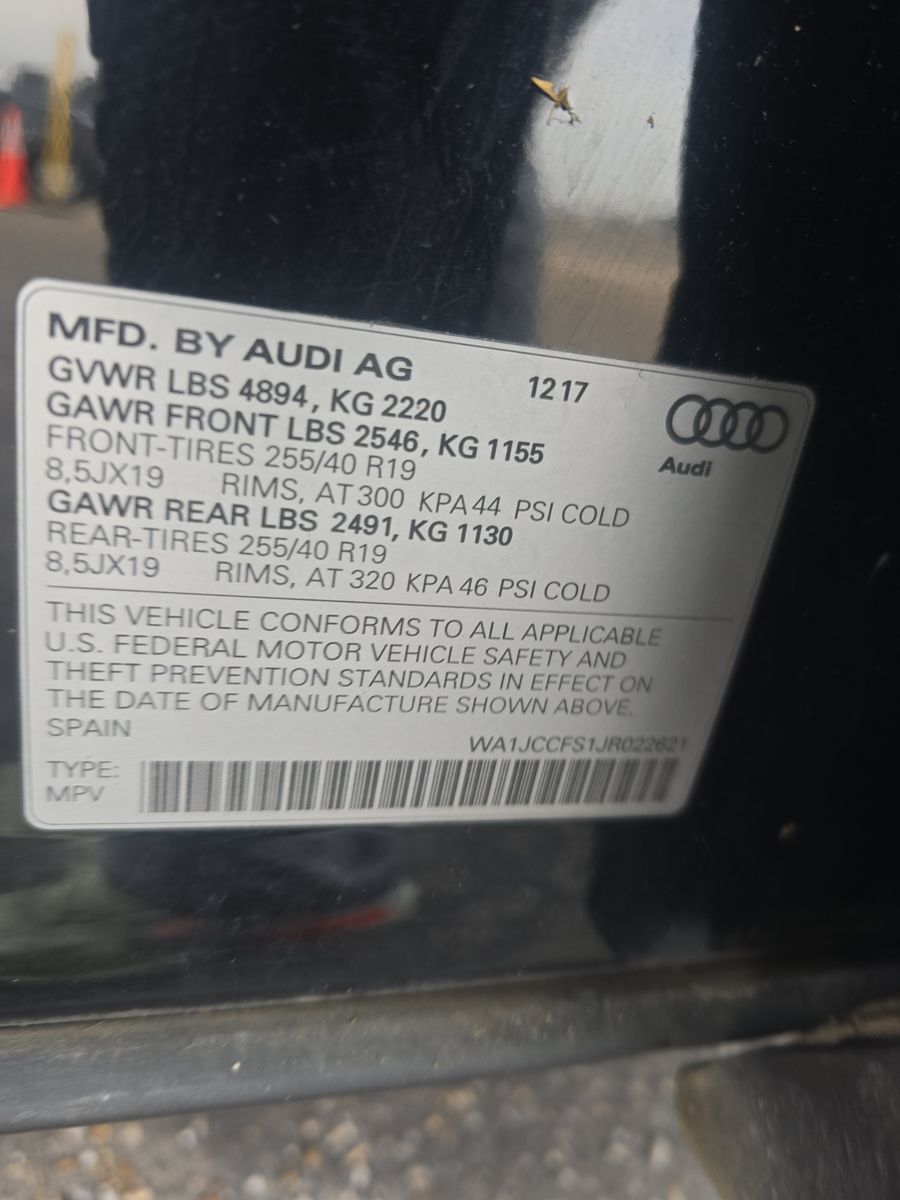 MFD. BY AUDI AG 12 17
GVWR LBS 4894, KG 2220
GAWR FRONT LBS 2546, KG 1155
FRONT-TIRES 255/40 R19
8,5JX19 RIMS, AT 300 KPA 44 PSI COLD
GAWR REAR LBS 2491, KG 1130
REAR-TIRES 255/40 R19
8,5JX19 RIMS, AT 320 KPA 46 PSI COLD
Audi
THIS VEHICLE CONFORMS TO ALL APPLICABLE
U.S. FEDERAL MOTOR VEHICLE SAFETY AND
THEFT PREVENTION STANDARDS IN EFFECT ON
THE DATE OF MANUFACTURE SHOWN ABOVE.
SPAIN
WA1JCCFS1JR022621
TYPE:
MPV